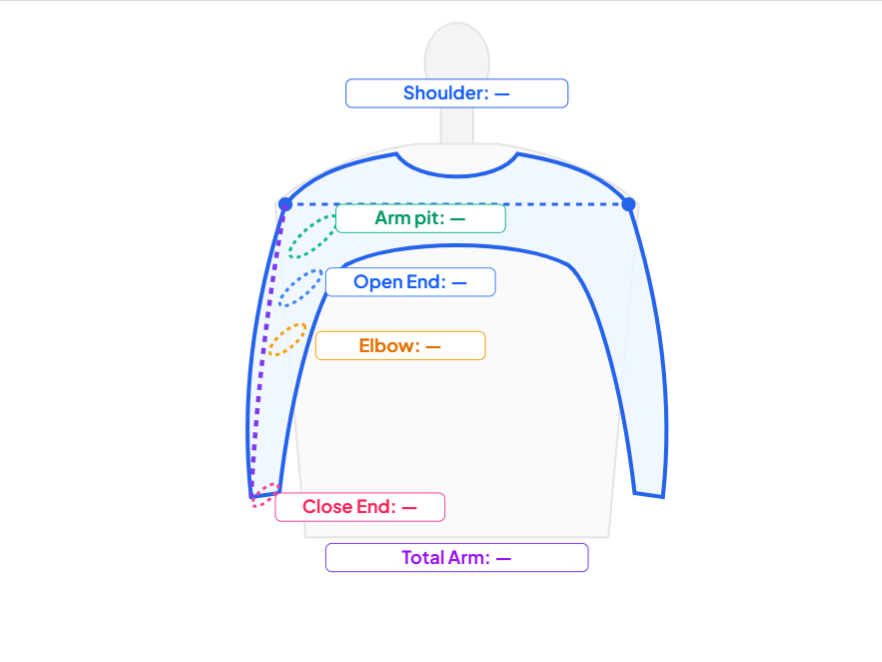 Shoulder: —
Arm pit: —
Open End: —
Elbow: —
Close End: —
Total Arm: —